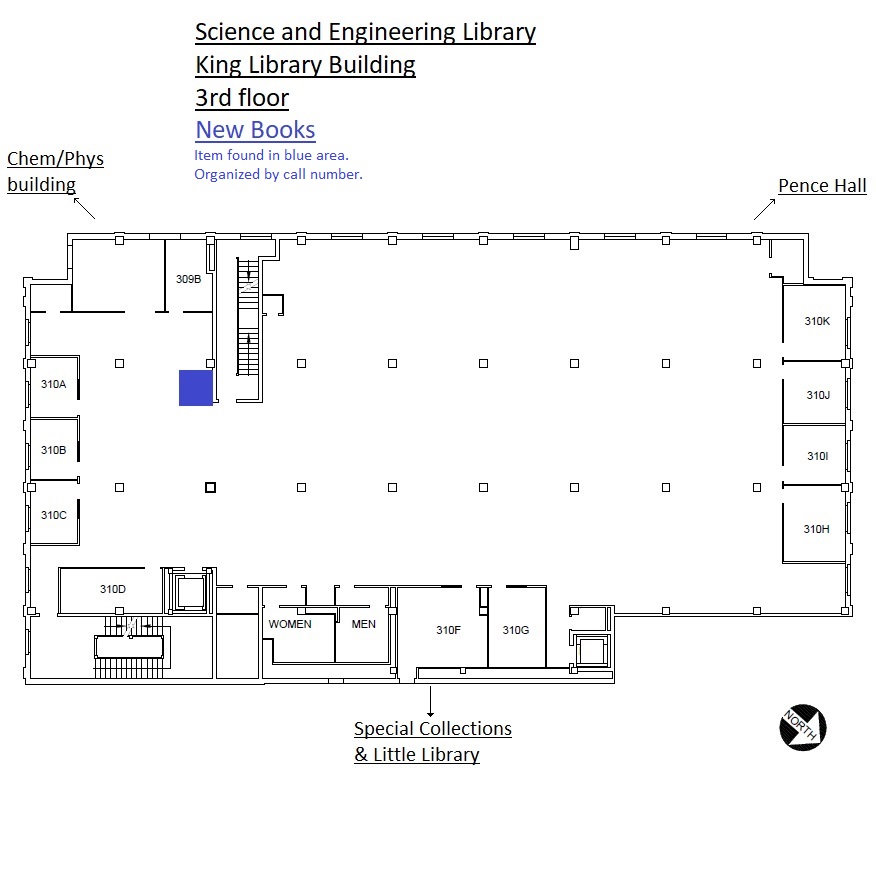 Science and Engineering Library
King Library Building
3rd floor
New Books
Item found in blue area.
Organized by call number.
Chem/Phys
building
Pence Hall
309B
310K
310A
310J
310B
310I
310C
310H
310D
WOMEN
MEN
310F
310G
Special Collections
& Little Library
NORTH